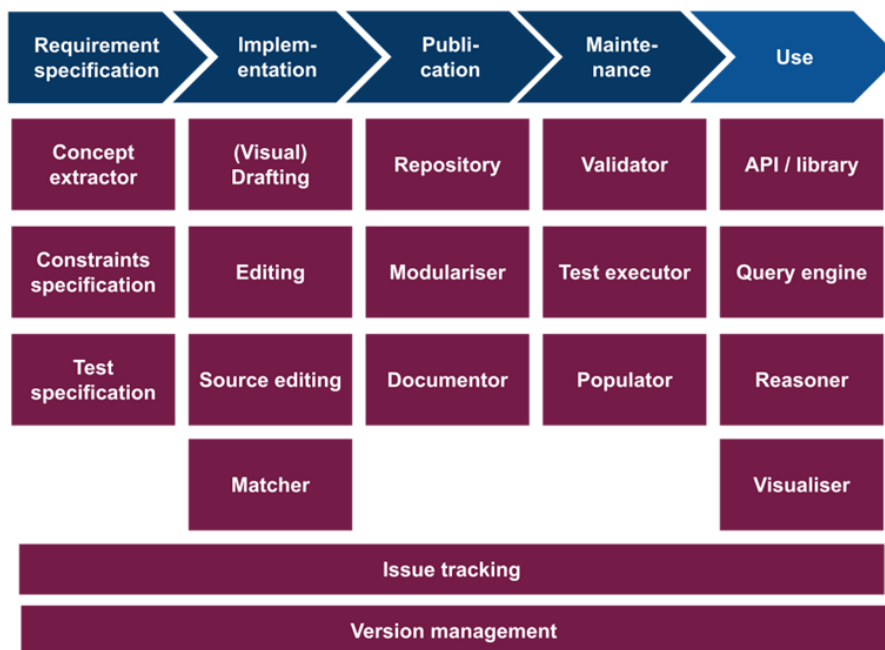 Requirement
specification
Implem-
entation
Publi-
cation
Mainte-
nance
Use
Concept
extractor
(Visual)
Drafting
Repository
Validator
API / library
Constraints
specification
Editing
Modulariser
Test executor
Query engine
Test
specification
Source editing
Documentor
Populator
Reasoner
Matcher
Visualiser
Issue tracking
Version management